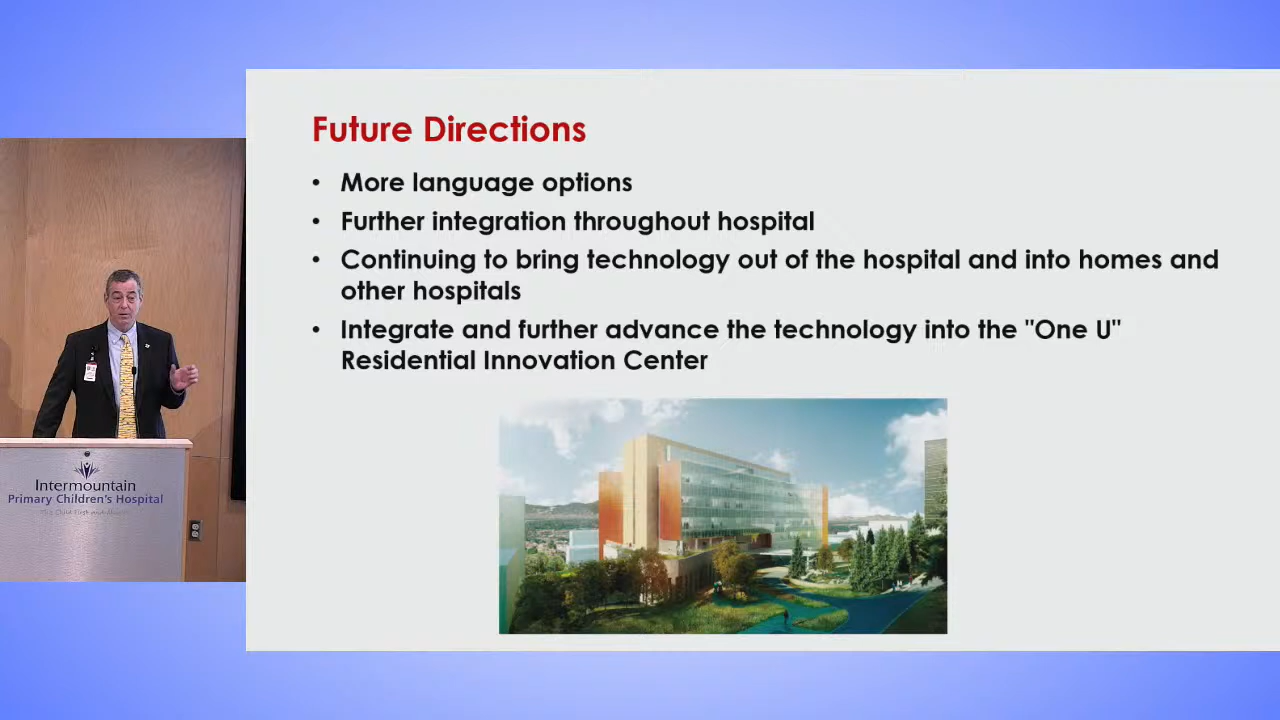 Future Directions
• More language options
• Further integration throughout hospital
• Continuing to bring technology out of the hospital and into homes and
other hospitals
• Integrate and further advance the technology into the "One U"
Residential Innovation Center
Intermountain
Primary Children's Hospital